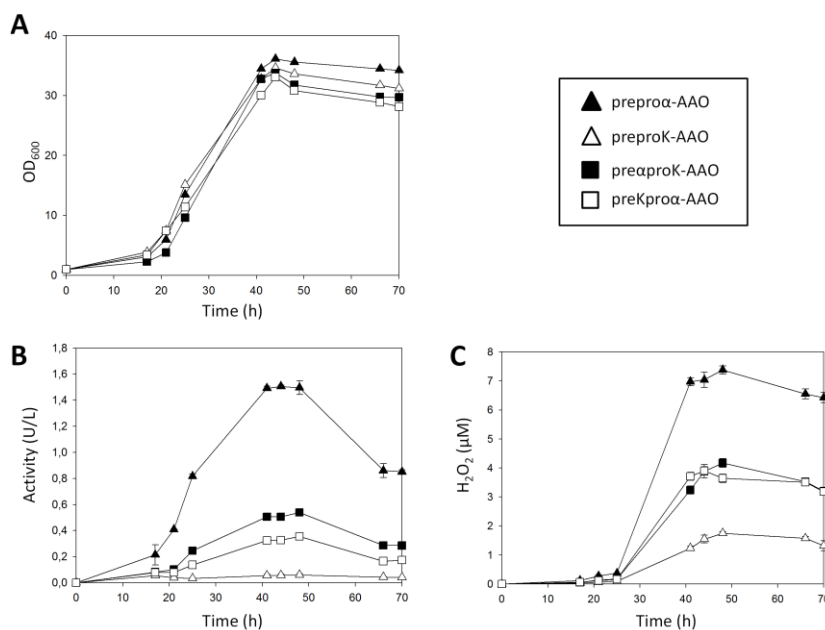 A
40
30
20
10
0
OD600
0 10 20 30 40 50 60 70
Time (h)
preproα-AAO
preproK-AAO
preαproK-AAO
preKproα-AAO
B
1,8
1,6
1,4
1,2
1,0
0,8
0,6
0,4
0,2
0,0
Activity (U/L)
0 10 20 30 40 50 60 70
Time (h)
C
8
7
6
5
4
3
2
1
0
H2O2 (µM)
0 10 20 30 40 50 60 70
Time (h)